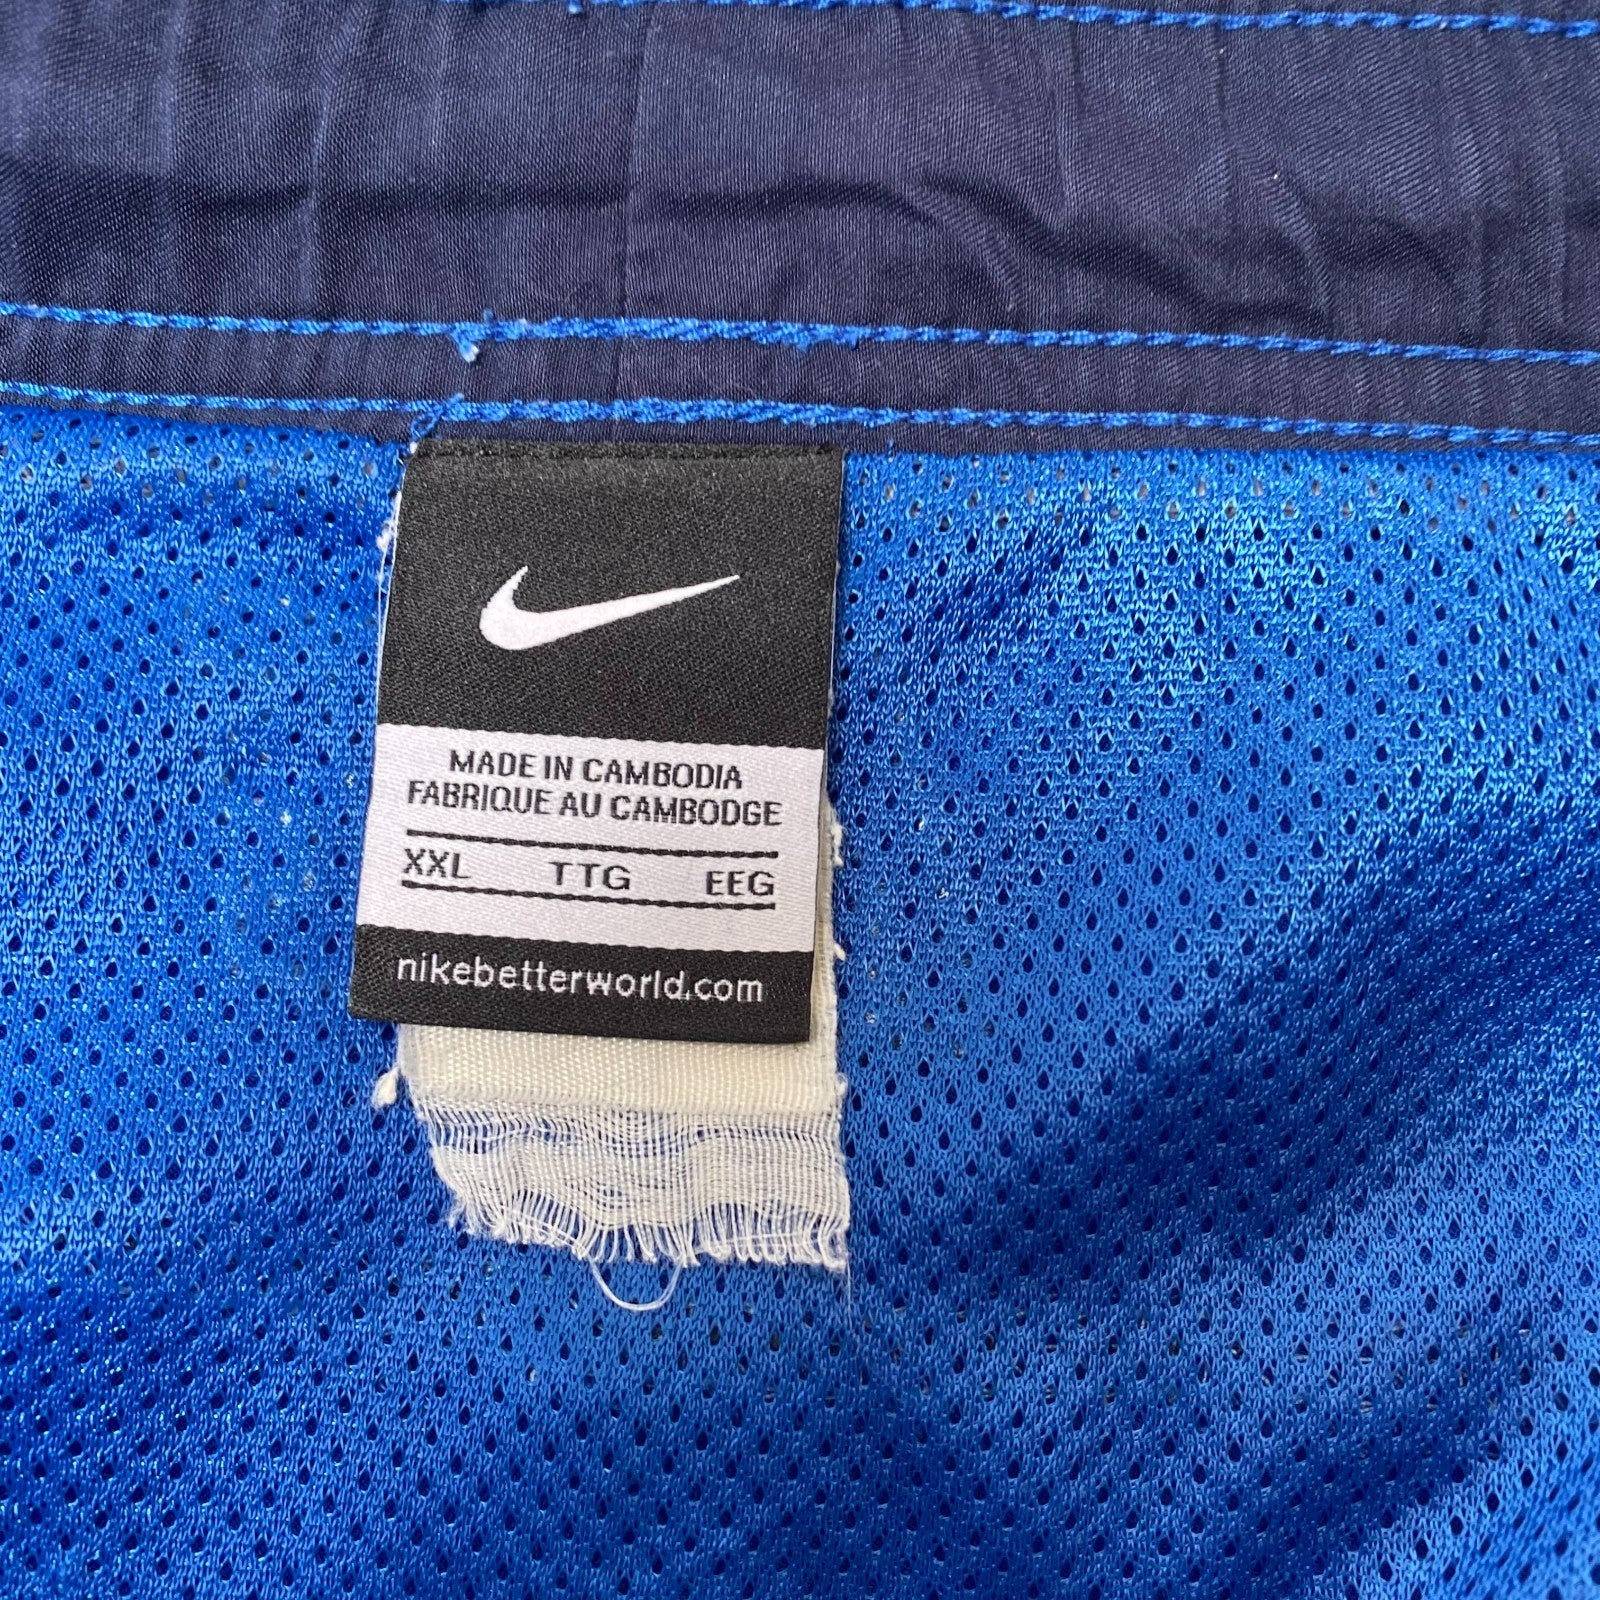 MADE IN CAMBODIA
FABRIQUE AU CAMBODGE
XXL TTG EEG
nikebetterworld.com